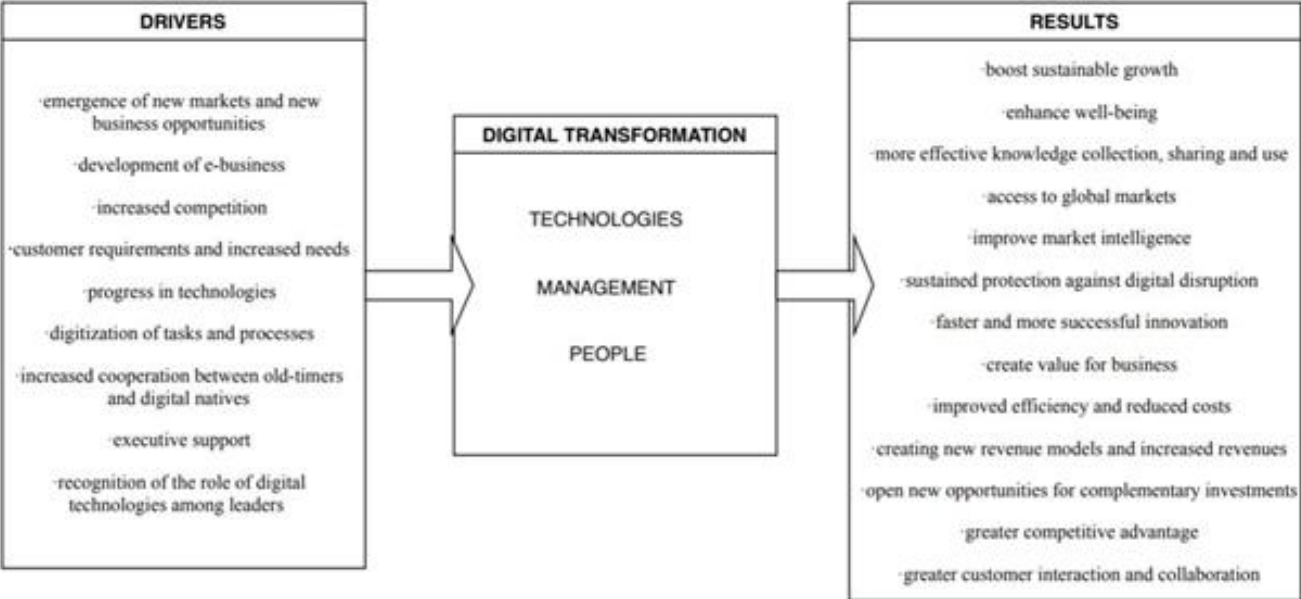 DRIVERS
·emergence of new markets and new
business opportunities
·development of e-business
·increased competition
·customer requirements and increased needs
·progress in technologies
·digitization of tasks and processes
·increased cooperation between old-timers
and digital natives
·executive support
·recognition of the role of digital
technologies among leaders
DIGITAL TRANSFORMATION
TECHNOLOGIES
MANAGEMENT
PEOPLE
RESULTS
·boost sustainable growth
·enhance well-being
·more effective knowledge collection, sharing and use
·access to global markets
·improve market intelligence
·sustained protection against digital disruption
·faster and more successful innovation
·create value for business
·improved efficiency and reduced costs
·creating new revenue models and increased revenues
·open new opportunities for complementary investments
·greater competitive advantage
·greater customer interaction and collaboration